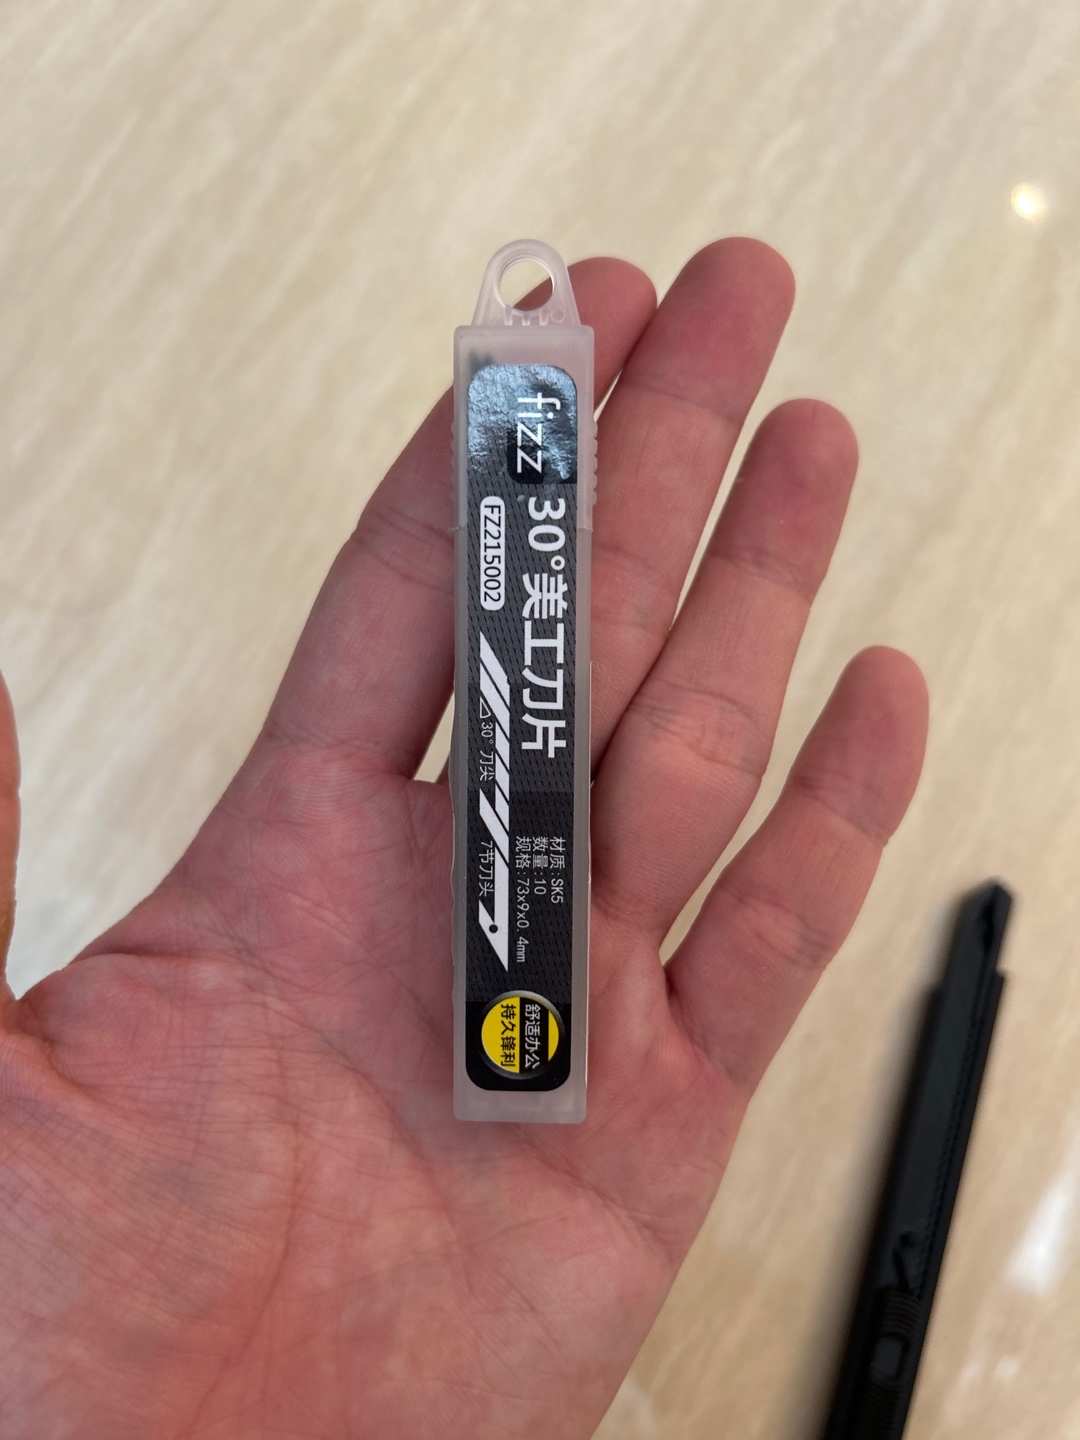 fizz
30°美工刀片
FZ215002
30°刀尖
7节刀头
材质:SK5
数量:10
规格:73x9x0.4mm
舒适办公
持久锋利